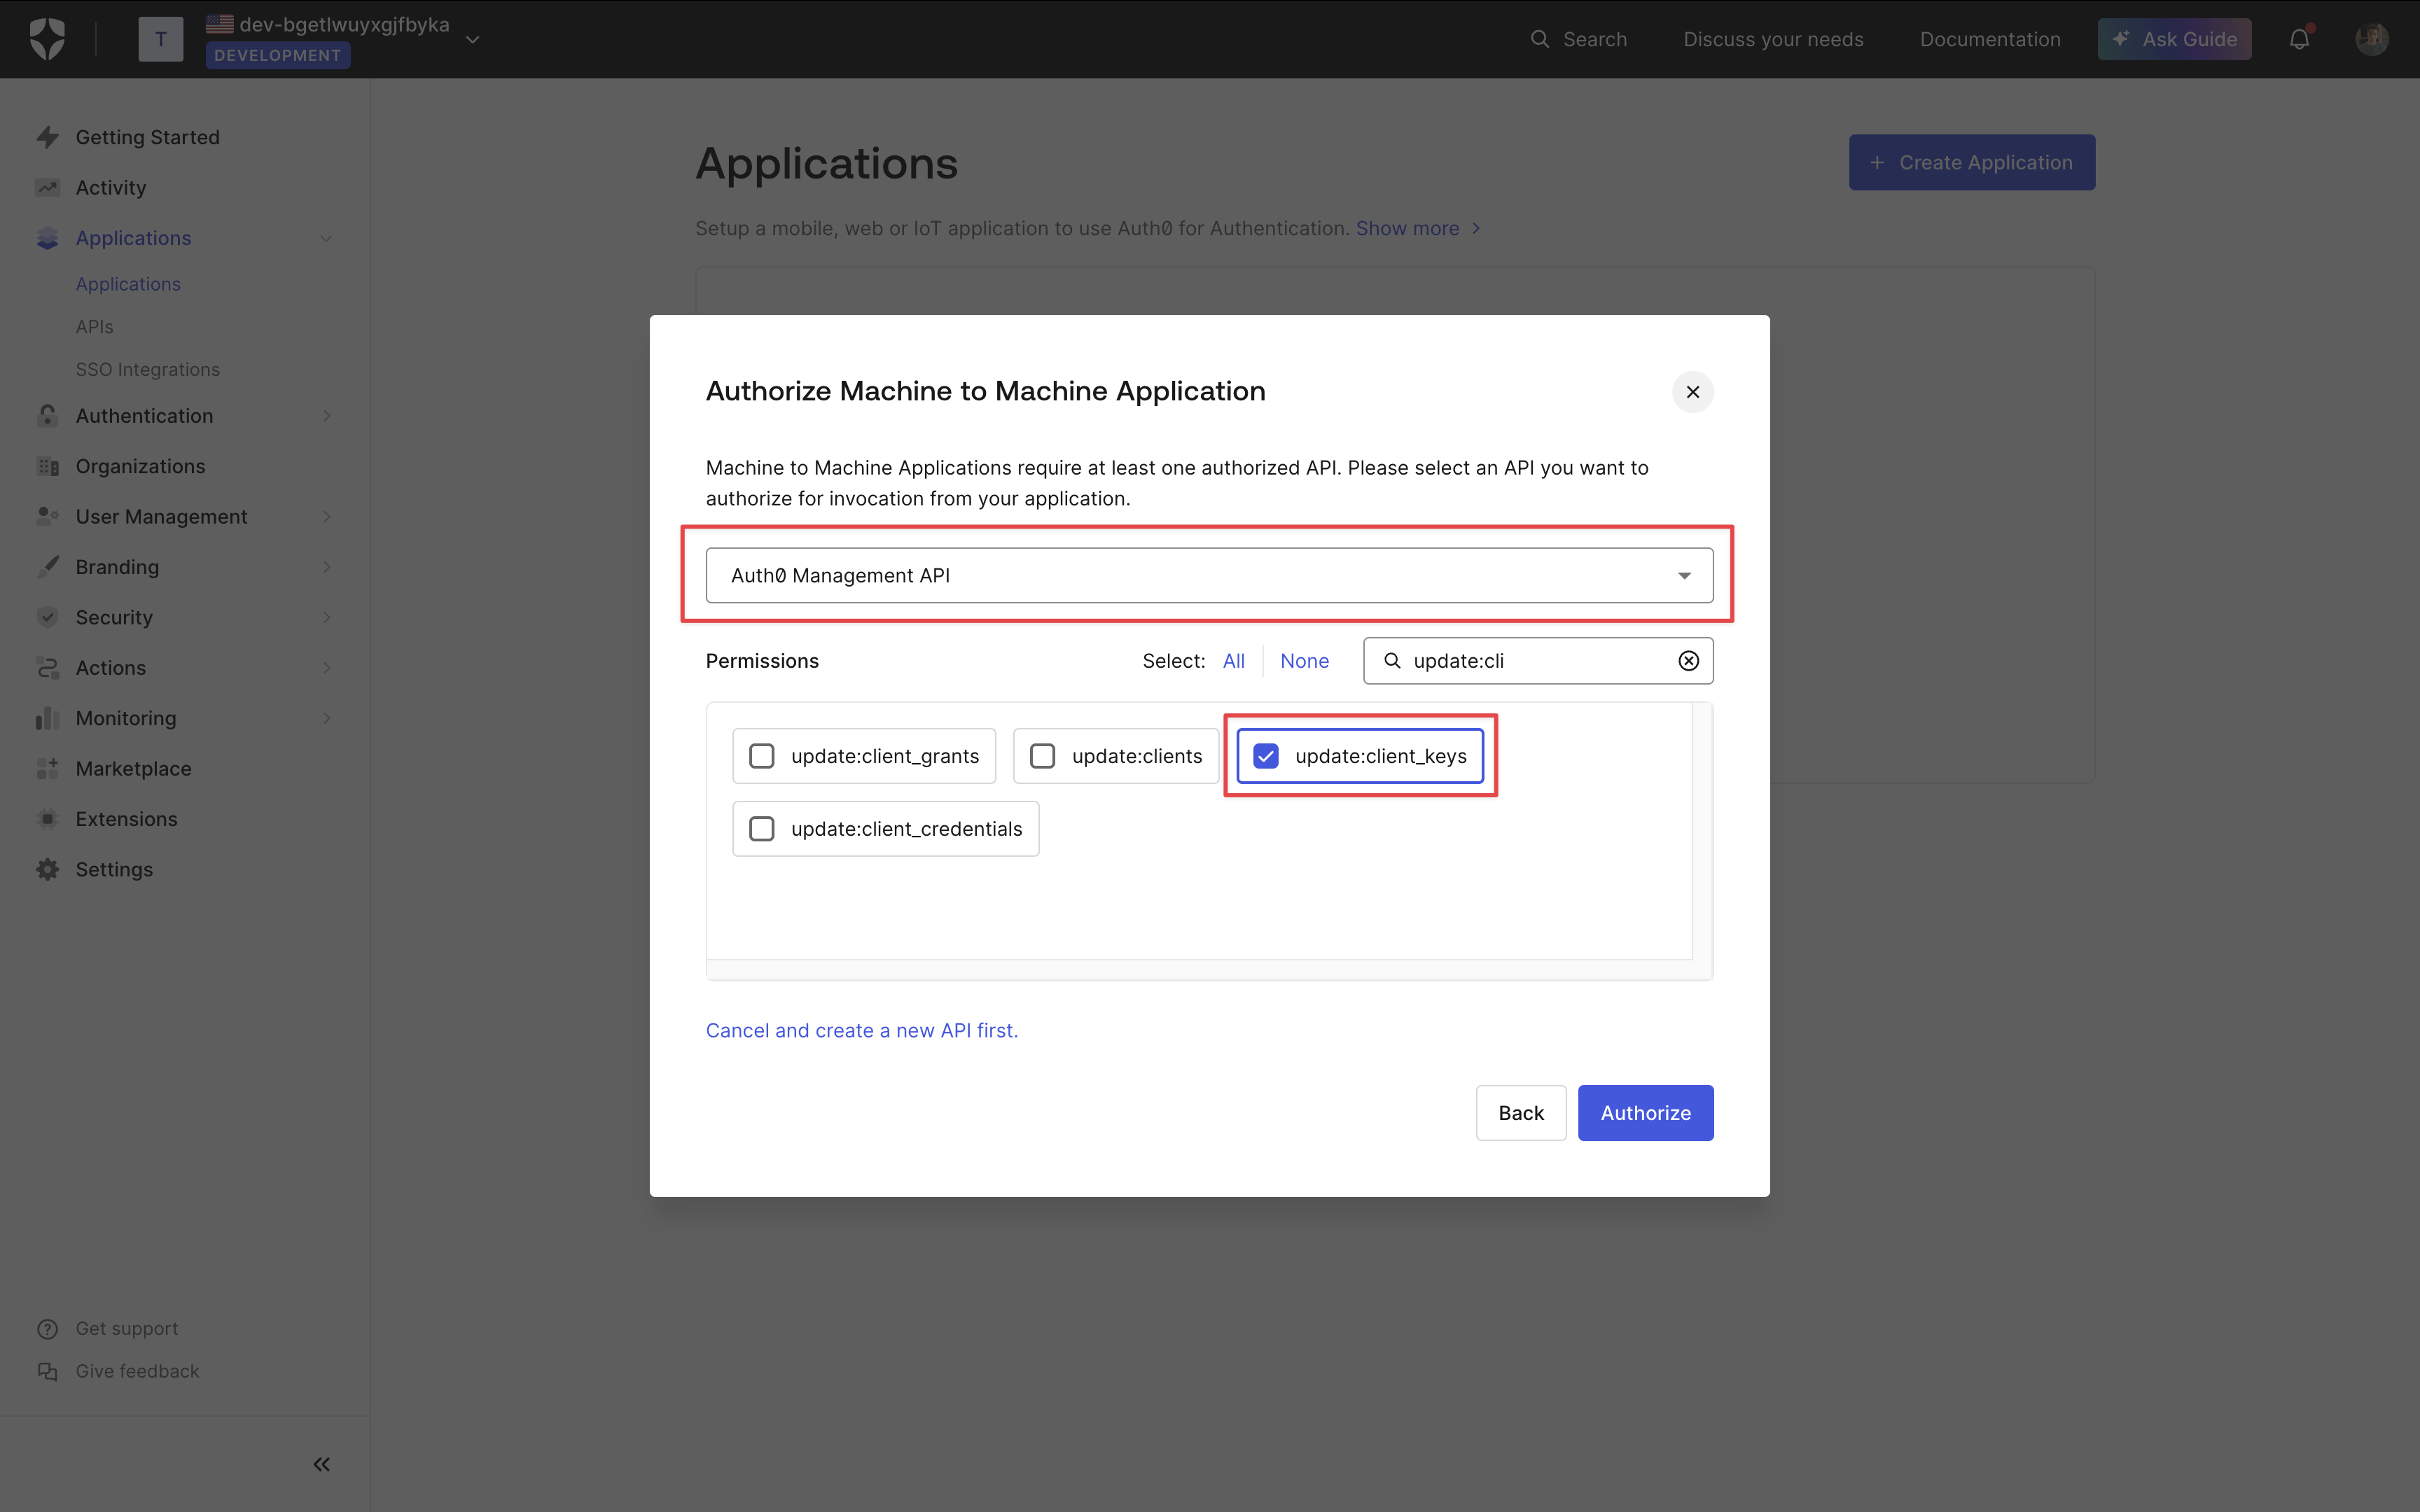 T
dev-bgetlwuyxgjfbyka
DEVELOPMENT
Search
Discuss your needs
Documentation
Ask Guide
Getting Started
Activity
Applications
Applications
APIs
SSO Integrations
Authentication
Organizations
User Management
Branding
Security
Actions
Monitoring
Marketplace
Extensions
Settings
Get support
Give feedback
Applications
+ Create Application
Setup a mobile, web or IoT application to use Auth0 for Authentication. Show more
Authorize Machine to Machine Application
Machine to Machine Applications require at least one authorized API. Please select an API you want to
authorize for invocation from your application.
Auth0 Management API
Permissions
Select: All None
update:cli
update:client_grants
update:clients
update:client_keys
update:client_credentials
Cancel and create a new API first.
Back
Authorize